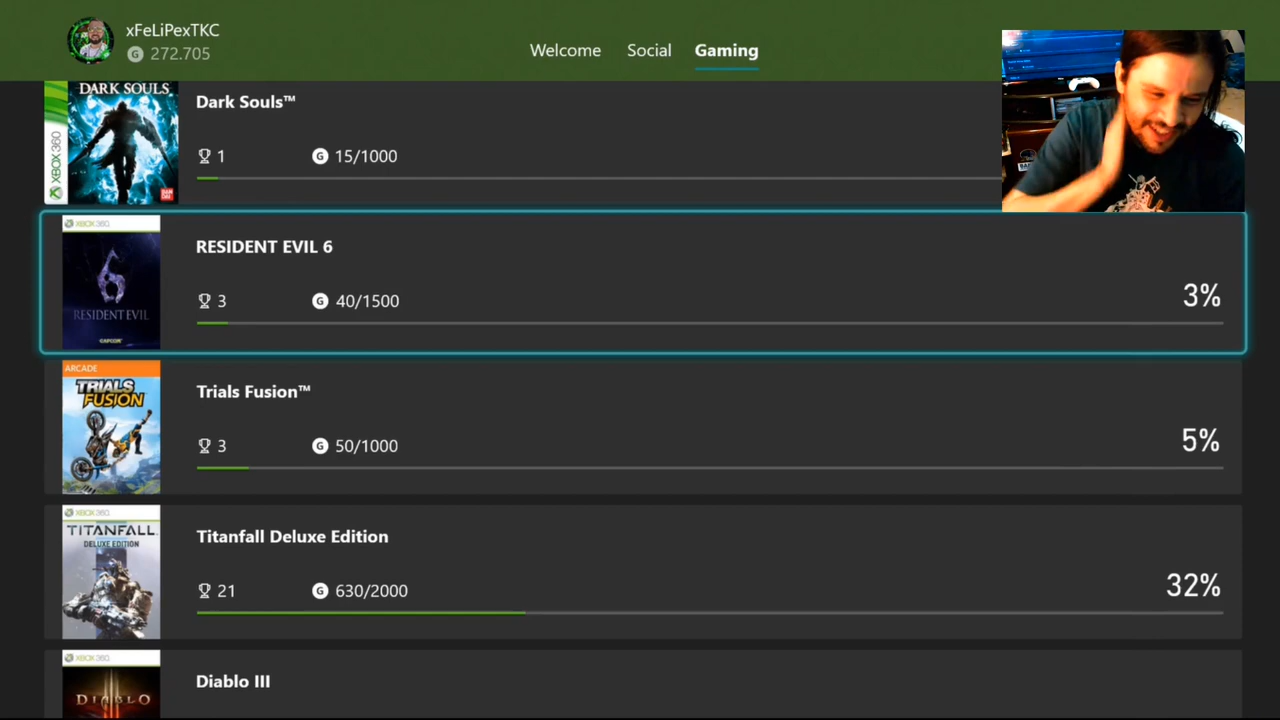 xFeLiPexTKC
G 272.705
Welcome Social Gaming
XBOX 360
DARK SOULS
Dark Souls™
1 G 15/1000
XBOX 360
6
RESIDENT EVIL
CAPCOM
RESIDENT EVIL 6
3 G 40/1500
3%
ARCADE
TRIALS
FUSION
Trials Fusion™
3 G 50/1000
5%
XBOX 360
TITANFALL
DELUXE EDITION
Titanfall Deluxe Edition
21 G 630/2000
32%
XBOX 360
DIABLO
Diablo III